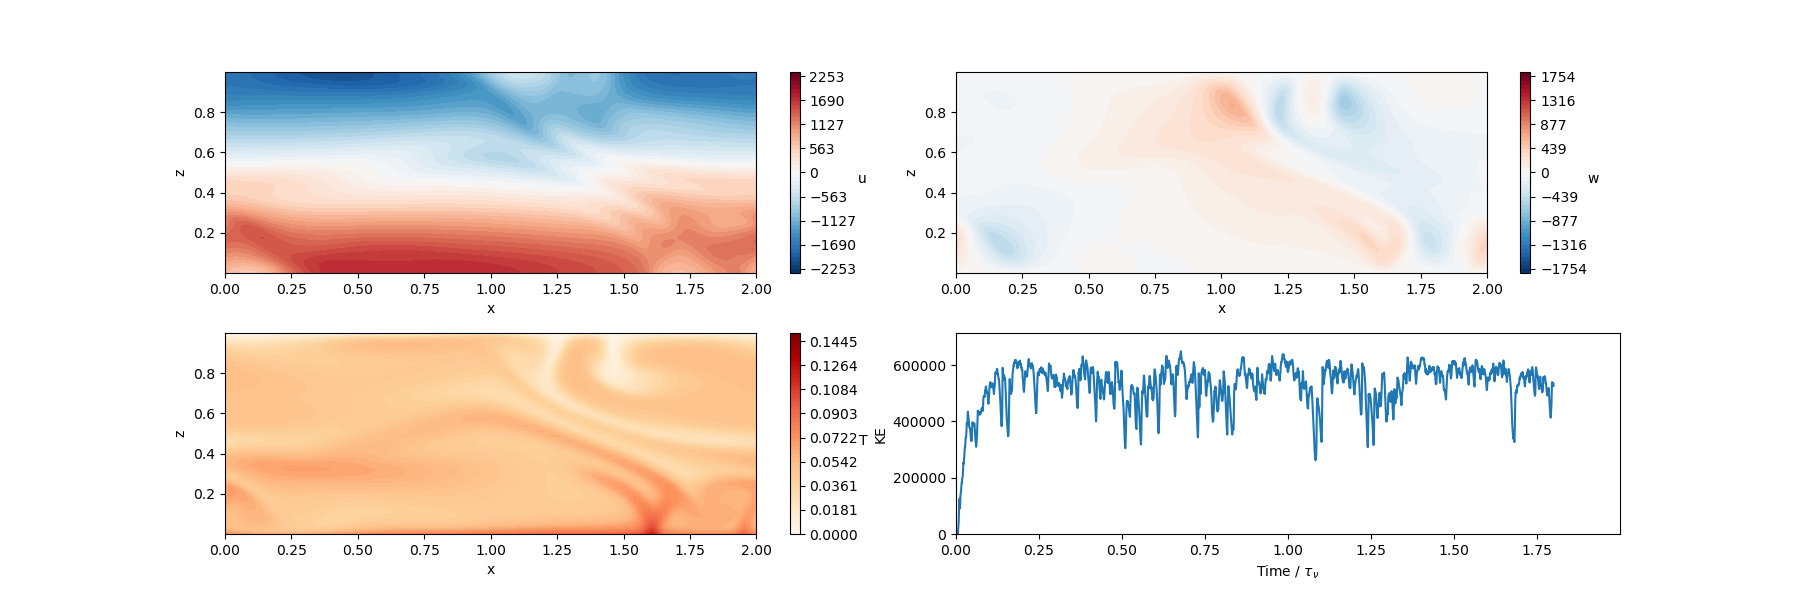 0.8
0.6
0.4
0.2
z
0.00 0.25 0.50 0.75 1.00 1.25 1.50 1.75 2.00
x
2253
1690
1127
563
0
−563
−1127
−1690
−2253
u
0.8
0.6
0.4
0.2
z
0.00 0.25 0.50 0.75 1.00 1.25 1.50 1.75 2.00
x
1754
1316
877
439
0
−439
−877
−1316
−1754
w
0.8
0.6
0.4
0.2
z
0.00 0.25 0.50 0.75 1.00 1.25 1.50 1.75 2.00
x
0.1445
0.1264
0.1084
0.0903
0.0722
0.0542
0.0361
0.0181
0.0000
T
600000
400000
200000
0
KE
0.00 0.25 0.50 0.75 1.00 1.25 1.50 1.75
Time / τν